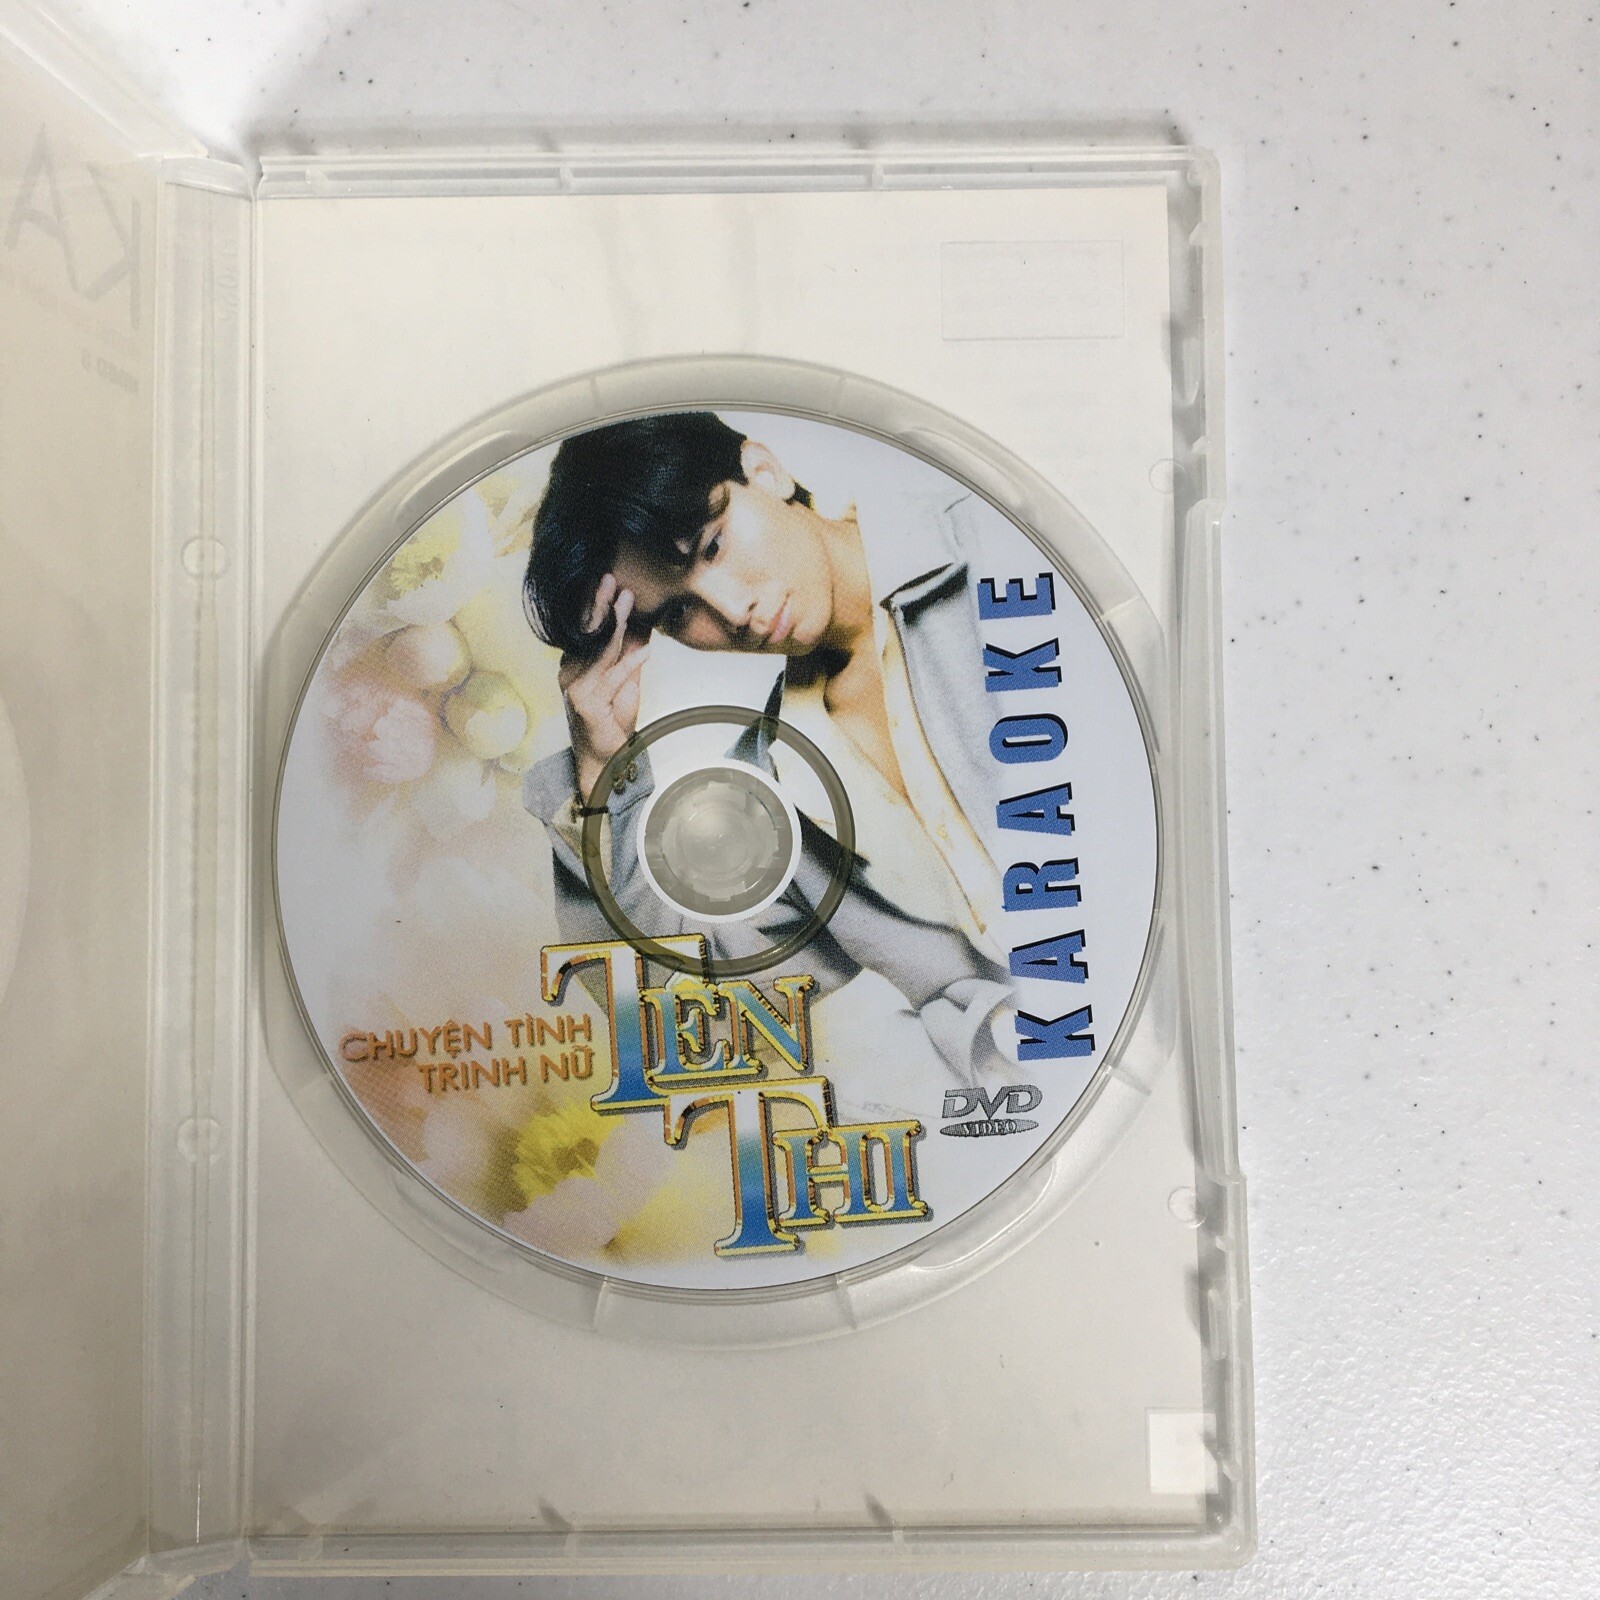 KARAOKE
CHUYỆN TÌNH
TRINH NỮ
TÊN
THI
DVD
VIDEO